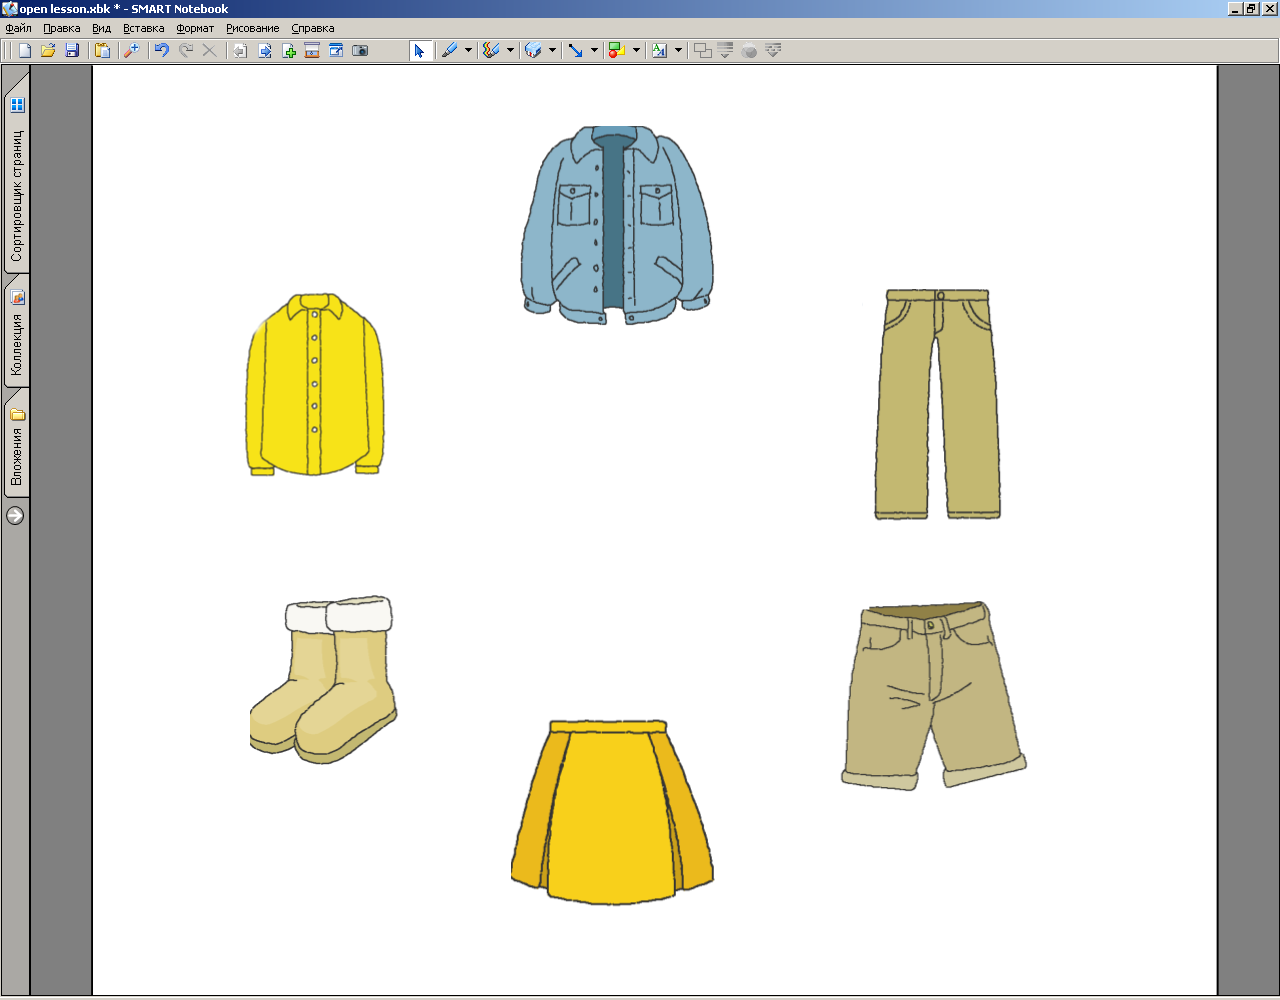 open lesson.xbk * - SMART Notebook
Файл Правка Вид Вставка Формат Рисование Справка
Сортировщик страниц
Коллекция
Вложения